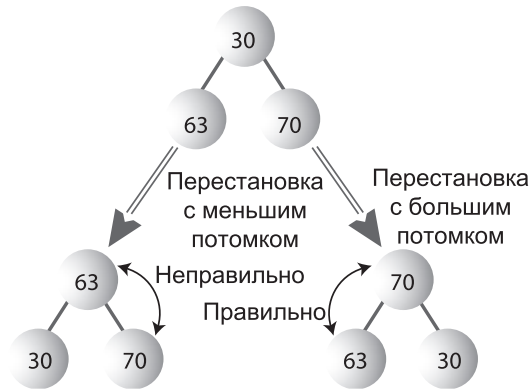 30
63
70
Перестановка
с меньшим
потомком
Перестановка
с большим
потомком
63
Неправильно
70
Правильно
30
70
63
30